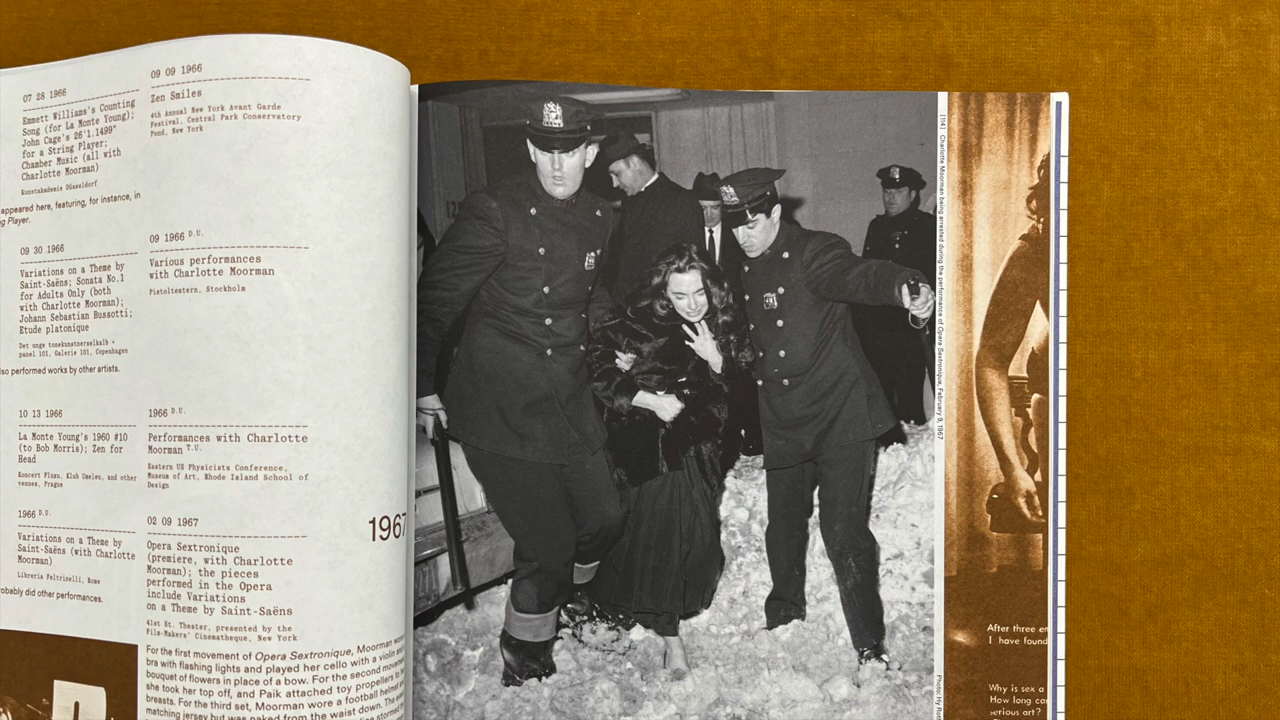 07 28 1966
Emmett Williams's Counting
Song (for La Monte Young);
John Cage's 26'1.1499"
for a String Player;
Chamber Music (all with
Charlotte Moorman)
Kunstakademie Düsseldorf
appeared here, featuring, for instance, in
Player.
09 30 1966
Variations on a Theme by
Saint-Saëns; Sonata No.1
for Adults Only (both
with Charlotte Moorman);
Johann Sebastian Bussotti;
Etude platonique
Det unge tonekunstnerselskab +
panel 101, Galerie 101, Copenhagen
also performed works by other artists.
10 13 1966
La Monte Young's 1960 #10
(to Bob Morris); Zen for
Head
Koncert Fluxu, Klub Umelcu, and other
venues, Prague
1966 D.U.
Variations on a Theme by
Saint-Saëns (with Charlotte
Moorman)
Libreria Feltrinelli, Rome
probably did other performances.
09 09 1966
Zen Smiles
4th Annual New York Avant Garde
Festival, Central Park Conservatory
Pond, New York
09 1966 D.U.
Various performances
with Charlotte Moorman
Pistolteatern, Stockholm
1966 D.U.
Performances with Charlotte
Moorman T.U.
Eastern US Physicists Conference,
Museum of Art, Rhode Island School of
Design
02 09 1967
Opera Sextronique
(premiere, with Charlotte
Moorman); the pieces
performed in the Opera
include Variations
on a Theme by Saint-Saëns
41st St. Theater, presented by the
Film-Makers' Cinematheque, New York
For the first movement of Opera Sextronique, Moorman
bra with flashing lights and played her cello with a violin
bouquet of flowers in place of a bow. For the second
she took her top off, and Paik attached toy propellers
breasts. For the third set, Moorman wore a football helmet
matching jersey but was naked from the waist down. The
stormed
1967
[114] Charlotte Moorman being arrested during the performance of Opera Sextronique, February 9, 1967
Photo: Hy
After three
I have found
Why is sex a
How long
serious art?